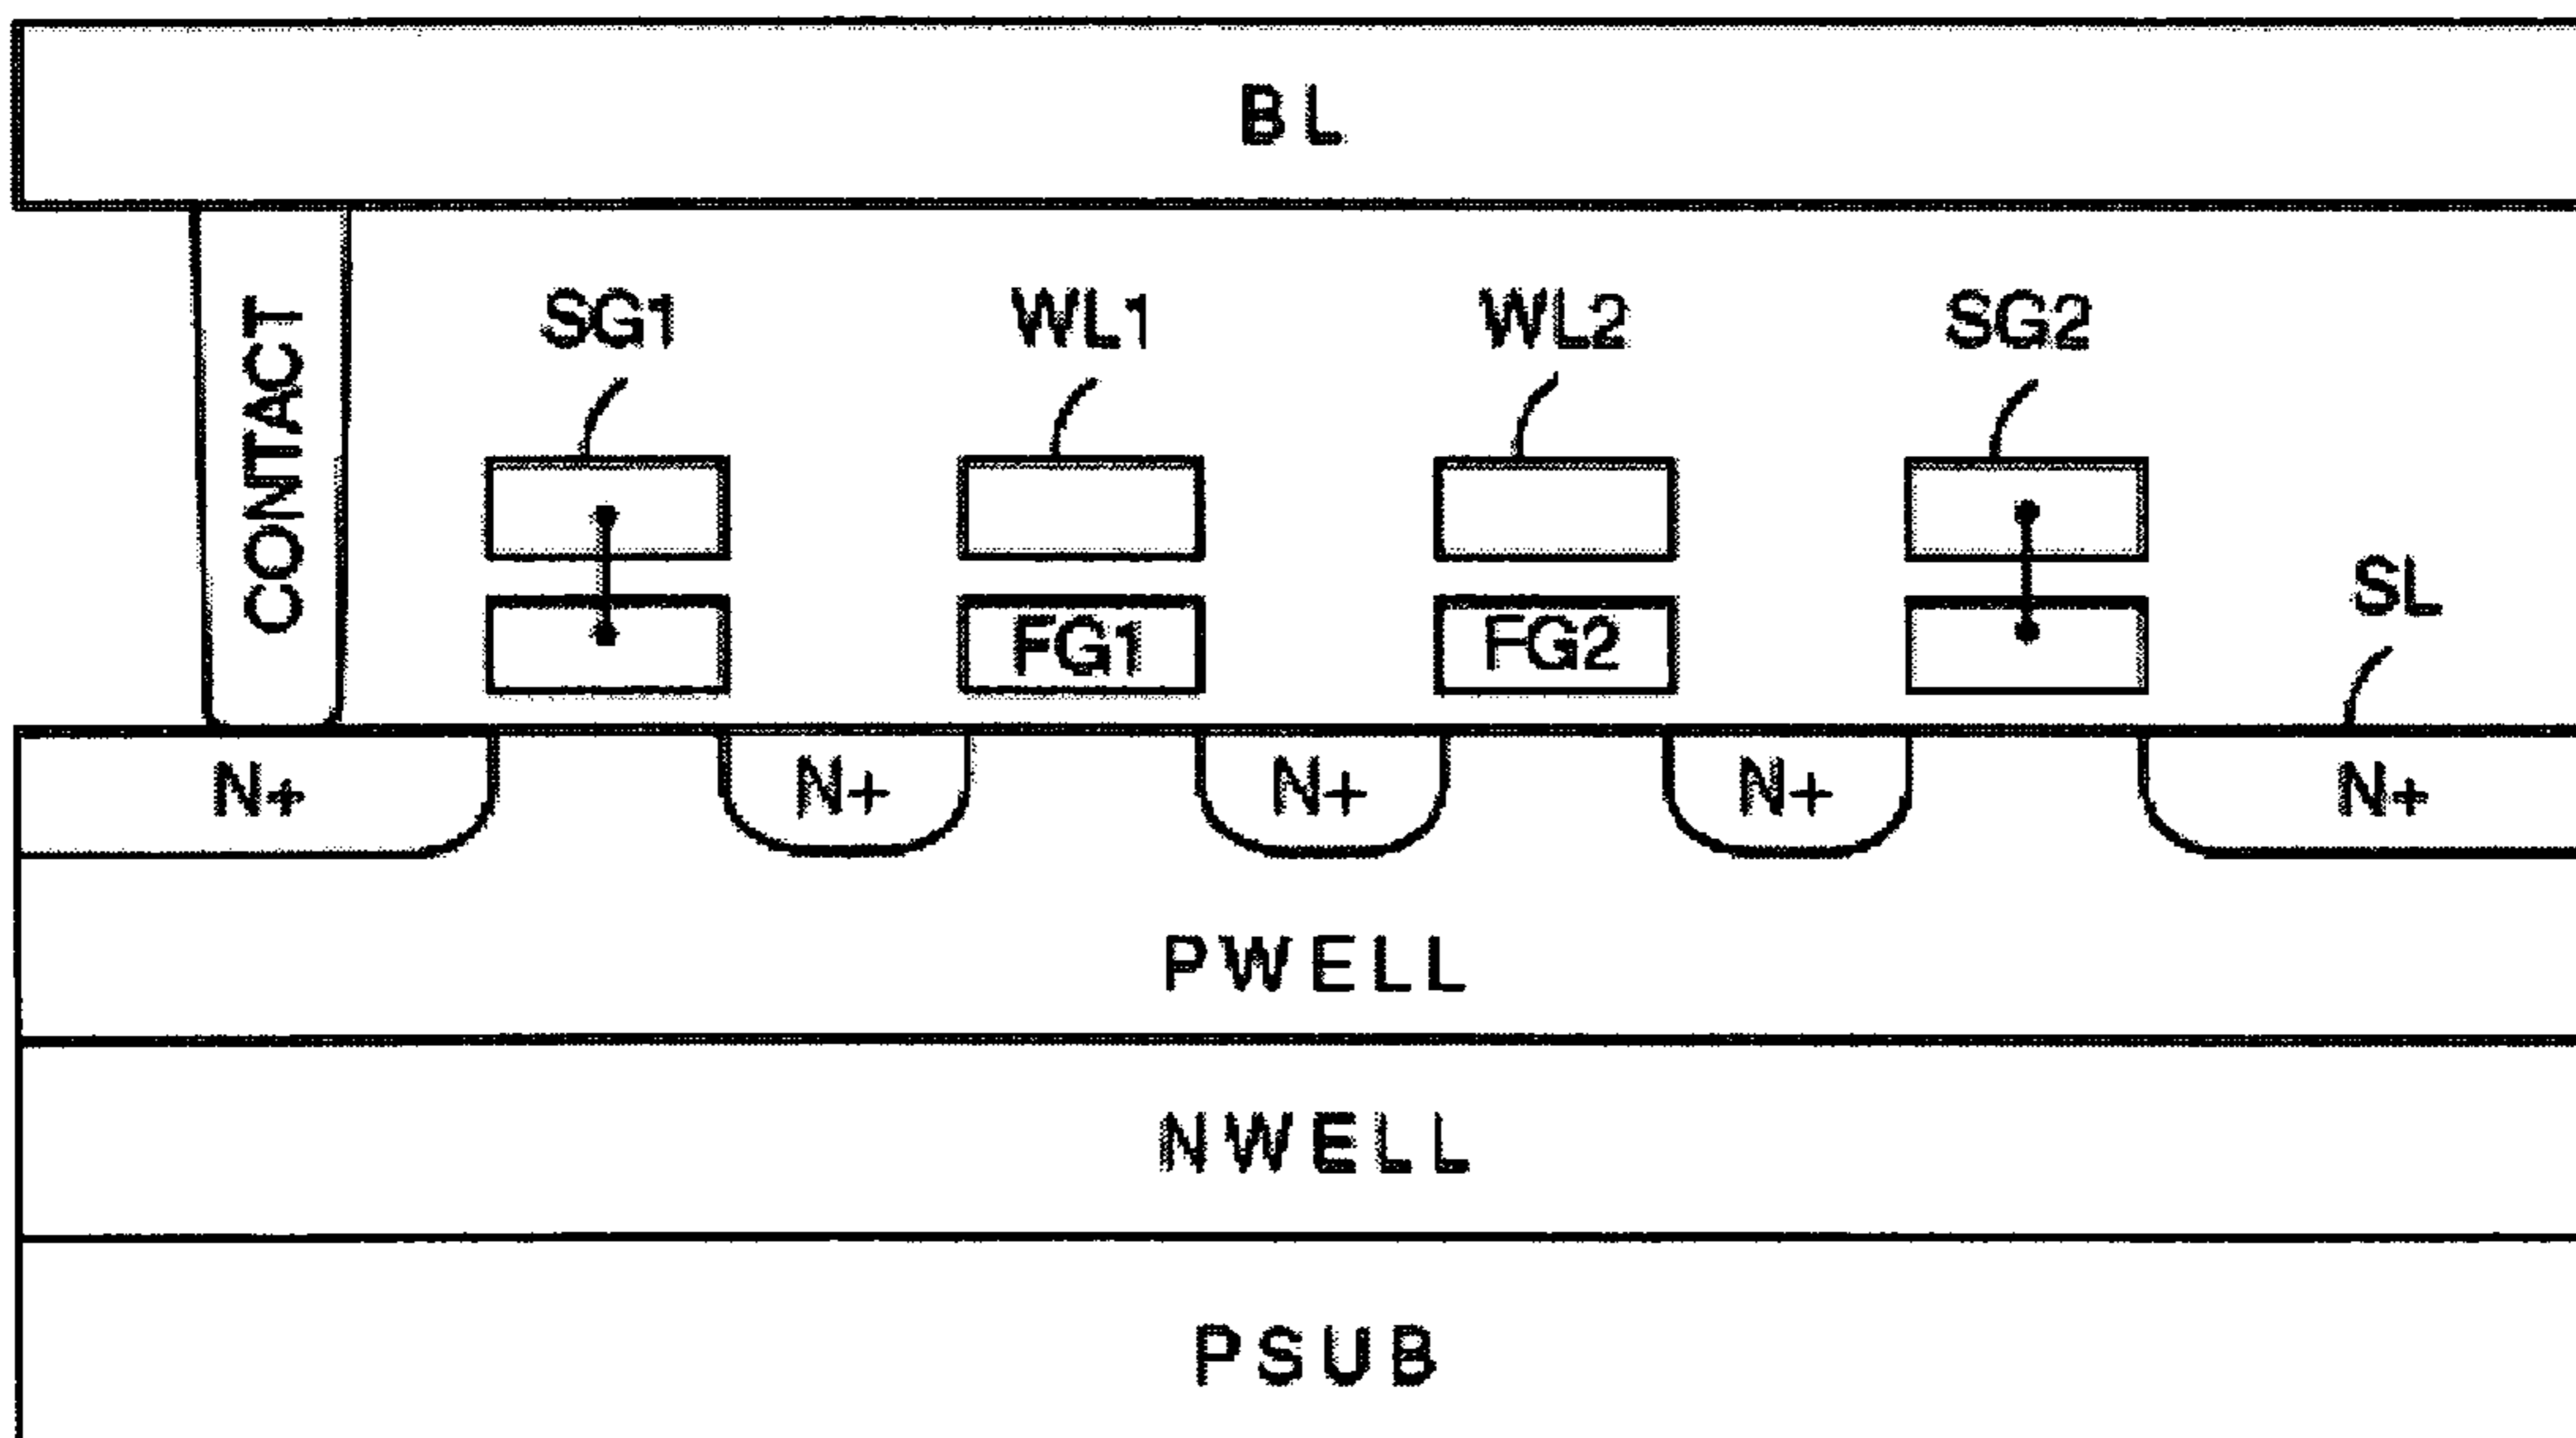 BL
CONTACT
SG1 WL1 WL2 SG2
SL
FG1 FG2
N+ N+ N+ N+ N+
PWELL
NWELL
PSUB